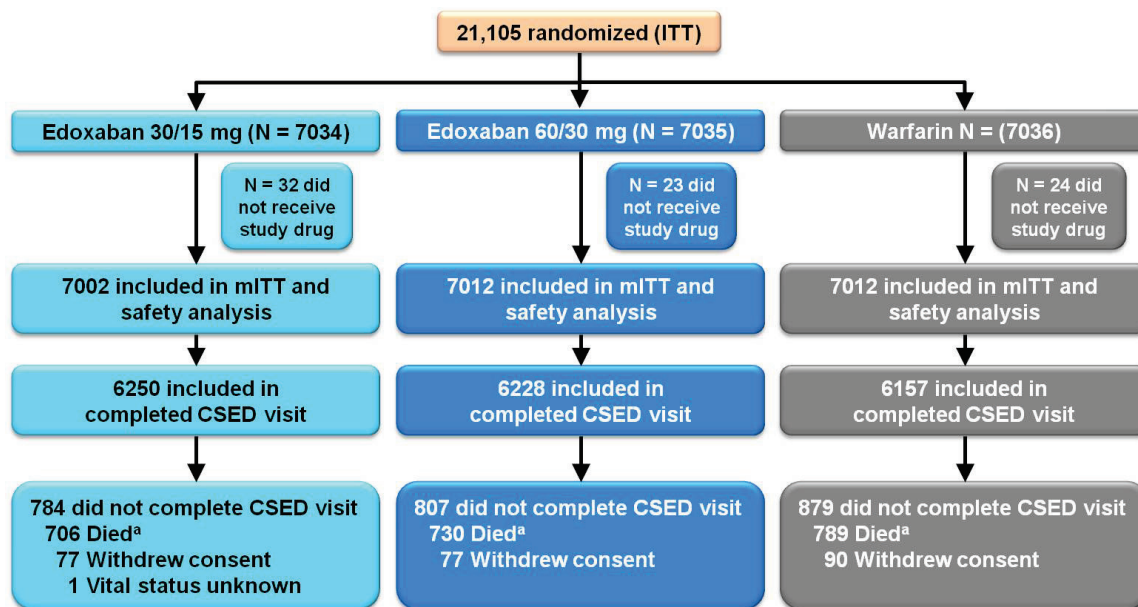 21,105 randomized (ITT)
Edoxaban 30/15 mg (N = 7034)
Edoxaban 60/30 mg (N = 7035)
Warfarin N = (7036)
N = 32 did
not receive
study drug
N = 23 did
not receive
study drug
N = 24 did
not receive
study drug
7002 included in mITT and
safety analysis
7012 included in mITT and
safety analysis
7012 included in mITT and
safety analysis
6250 included in
completed CSED visit
6228 included in
completed CSED visit
6157 included in
completed CSED visit
784 did not complete CSED visit
706 Diedᵃ
77 Withdrew consent
1 Vital status unknown
807 did not complete CSED visit
730 Diedᵃ
77 Withdrew consent
879 did not complete CSED visit
789 Diedᵃ
90 Withdrew consent